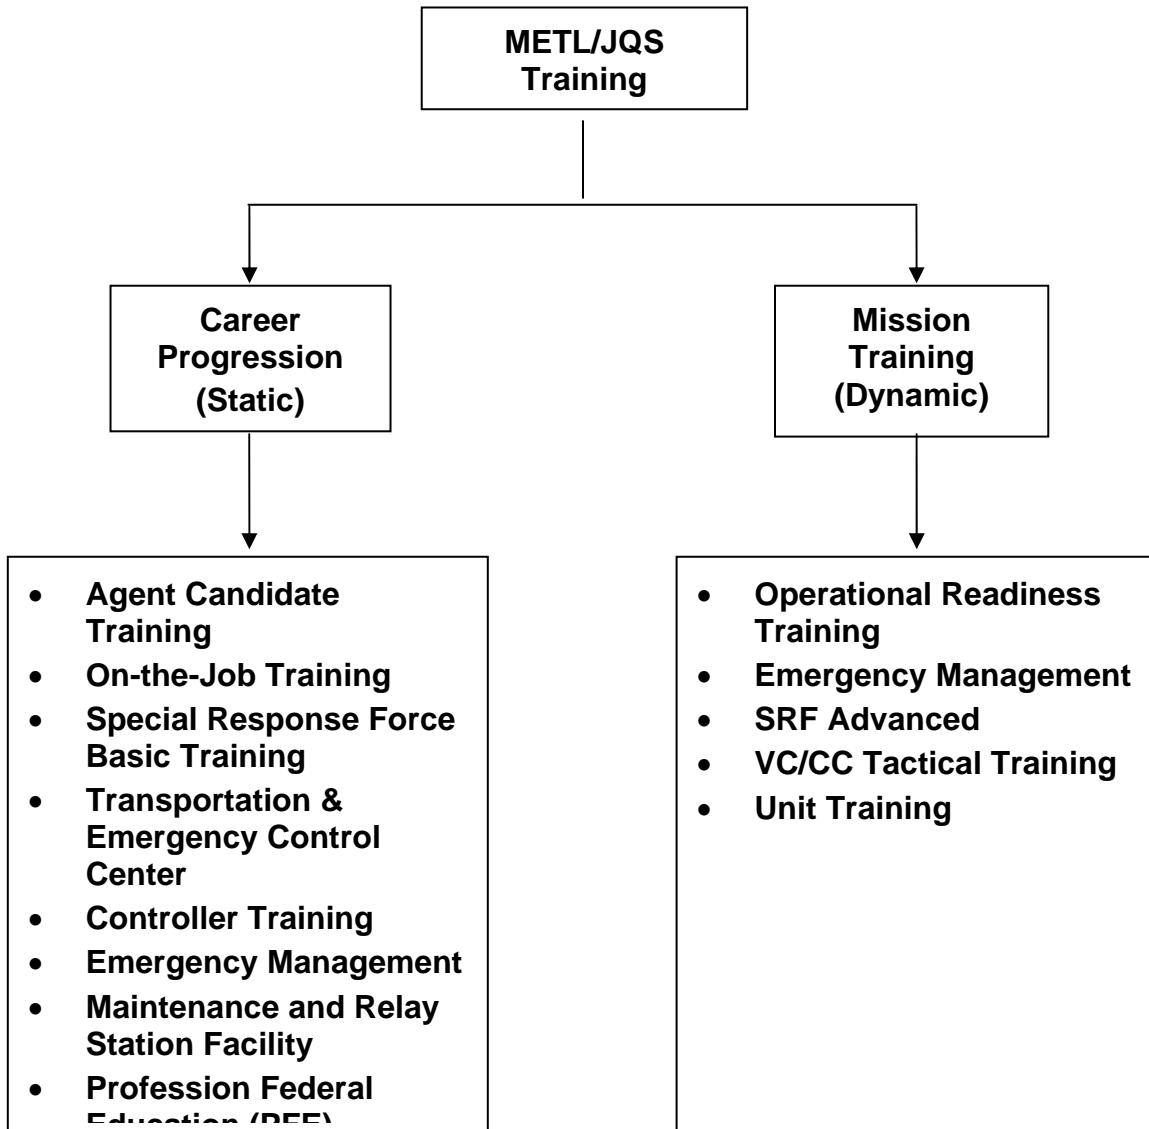 METL/JQS
Training
Career
Progression
(Static)
Mission
Training
(Dynamic)
• Agent Candidate
Training
• On-the-Job Training
• Special Response Force
Basic Training
• Transportation &
Emergency Control
Center
• Controller Training
• Emergency Management
• Maintenance and Relay
Station Facility
• Profession Federal
Education (PFE)
• Operational Readiness
Training
• Emergency Management
• SRF Advanced
• VC/CC Tactical Training
• Unit Training